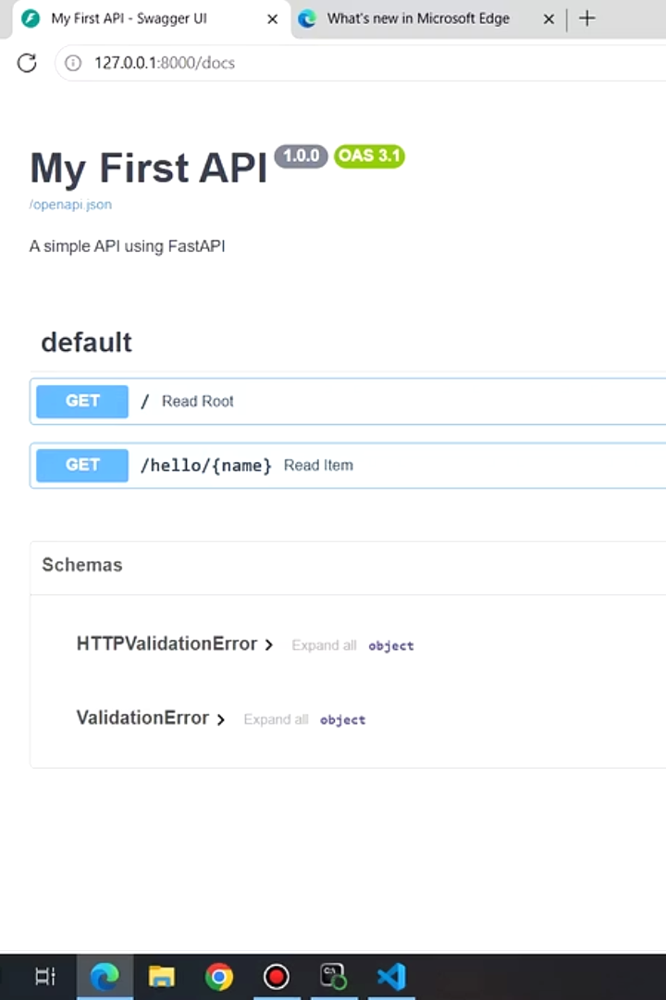 My First API - Swagger UI
What's new in Microsoft Edge
127.0.0.1:8000/docs
My First API 1.0.0 OAS 3.1
/openapi.json
A simple API using FastAPI
default
GET / Read Root
GET /hello/{name} Read Item
Schemas
HTTPValidationError Expand all object
ValidationError Expand all object